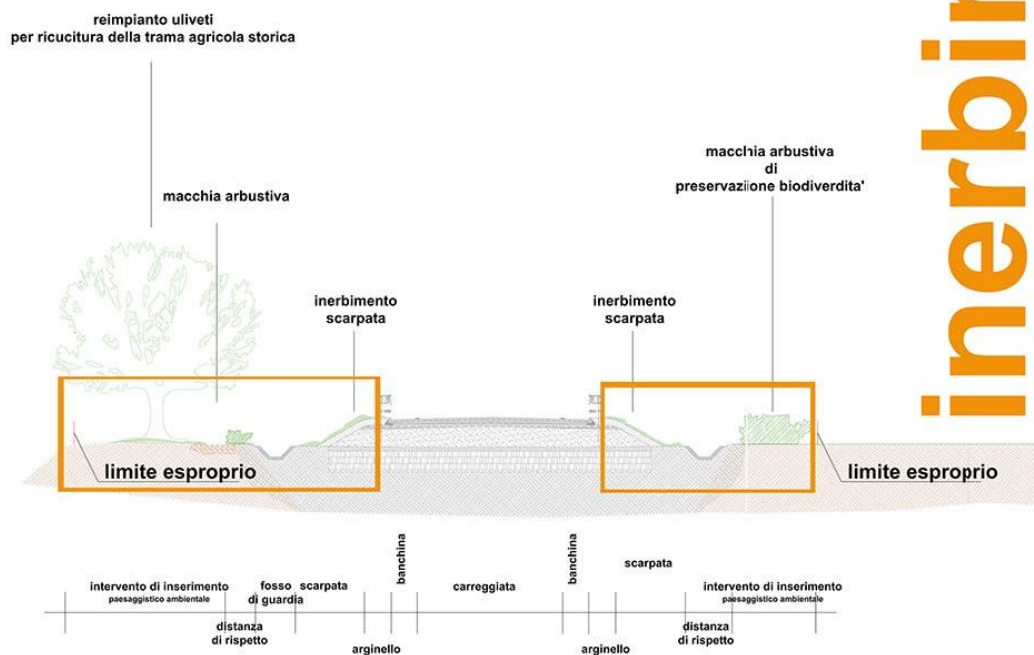 reimpianto uliveti
per ricucitura della trama agricola storica
macchia arbustiva
inerbimento
scarpata
inerbimento
scarpata
macchia arbustiva
di
preservaziione biodiverdita'
limite esproprio
limite esproprio
intervento di inserimento
paesaggistico ambientale
distanza
di rispetto
fosso
di guardia
scarpata
arginello
banchina
carreggiata
banchina
arginello
scarpata
distanza
di rispetto
intervento di inserimento
paesaggistico ambientale